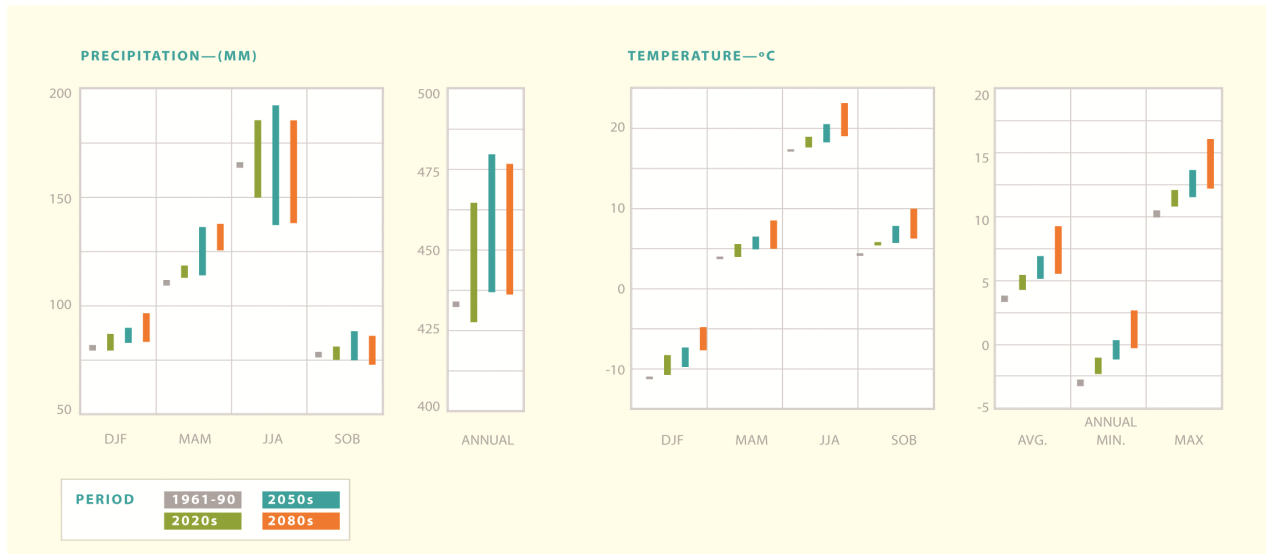 PRECIPITATION—(MM)
200
150
100
50
DJF MAM JJA SOB
500
475
450
425
400
ANNUAL
TEMPERATURE—ºC
20
10
0
-10
DJF MAM JJA SOB
20
15
10
5
0
-5
ANNUAL
AVG. MIN. MAX
PERIOD 1961-90 2050s
2020s 2080s